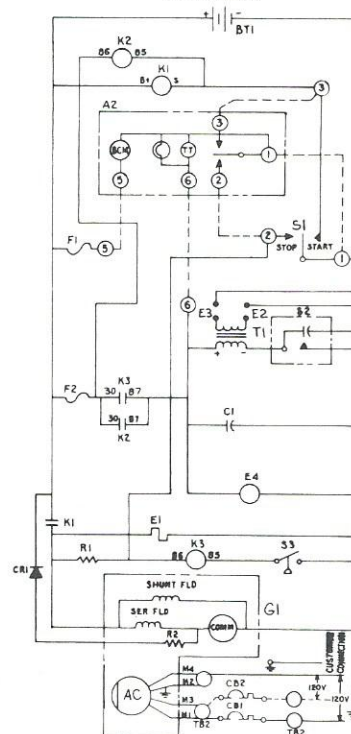 + -
BT1
K2
86 85
K1
B+ S
3
A2
3
BCM
TT
1
5
6
2
2
S1
STOP
START
1
F1
5
6
S2
E3
E2
T1
+ -
K3
F2
30 87
30 87
K2
C1
E4
K1
E1
K3
S3
R1
86 85
CR1
SHUNT FLD
G1
SER FLD
COMM
R2
CUSTOMER
CONNECTION
M4
M2
AC
120V
CB2
120V
M3
CB1
M1
TB2
TB2